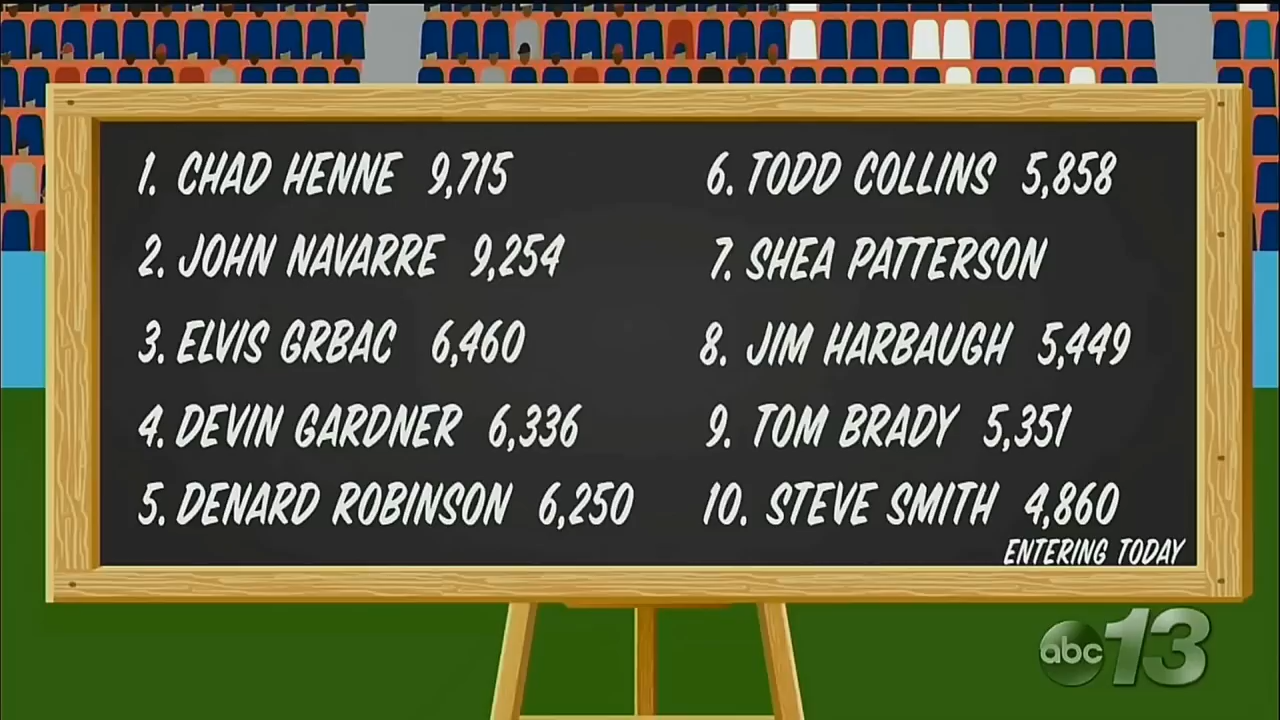 1. CHAD HENNE 9,715
2. JOHN NAVARRE 9,254
3. ELVIS GRBAC 6,460
4. DEVIN GARDNER 6,336
5. DENARD ROBINSON 6,250
6. TODD COLLINS 5,858
7. SHEA PATTERSON
8. JIM HARBAUGH 5,449
9. TOM BRADY 5,351
10. STEVE SMITH 4,860
ENTERING TODAY
abc 13